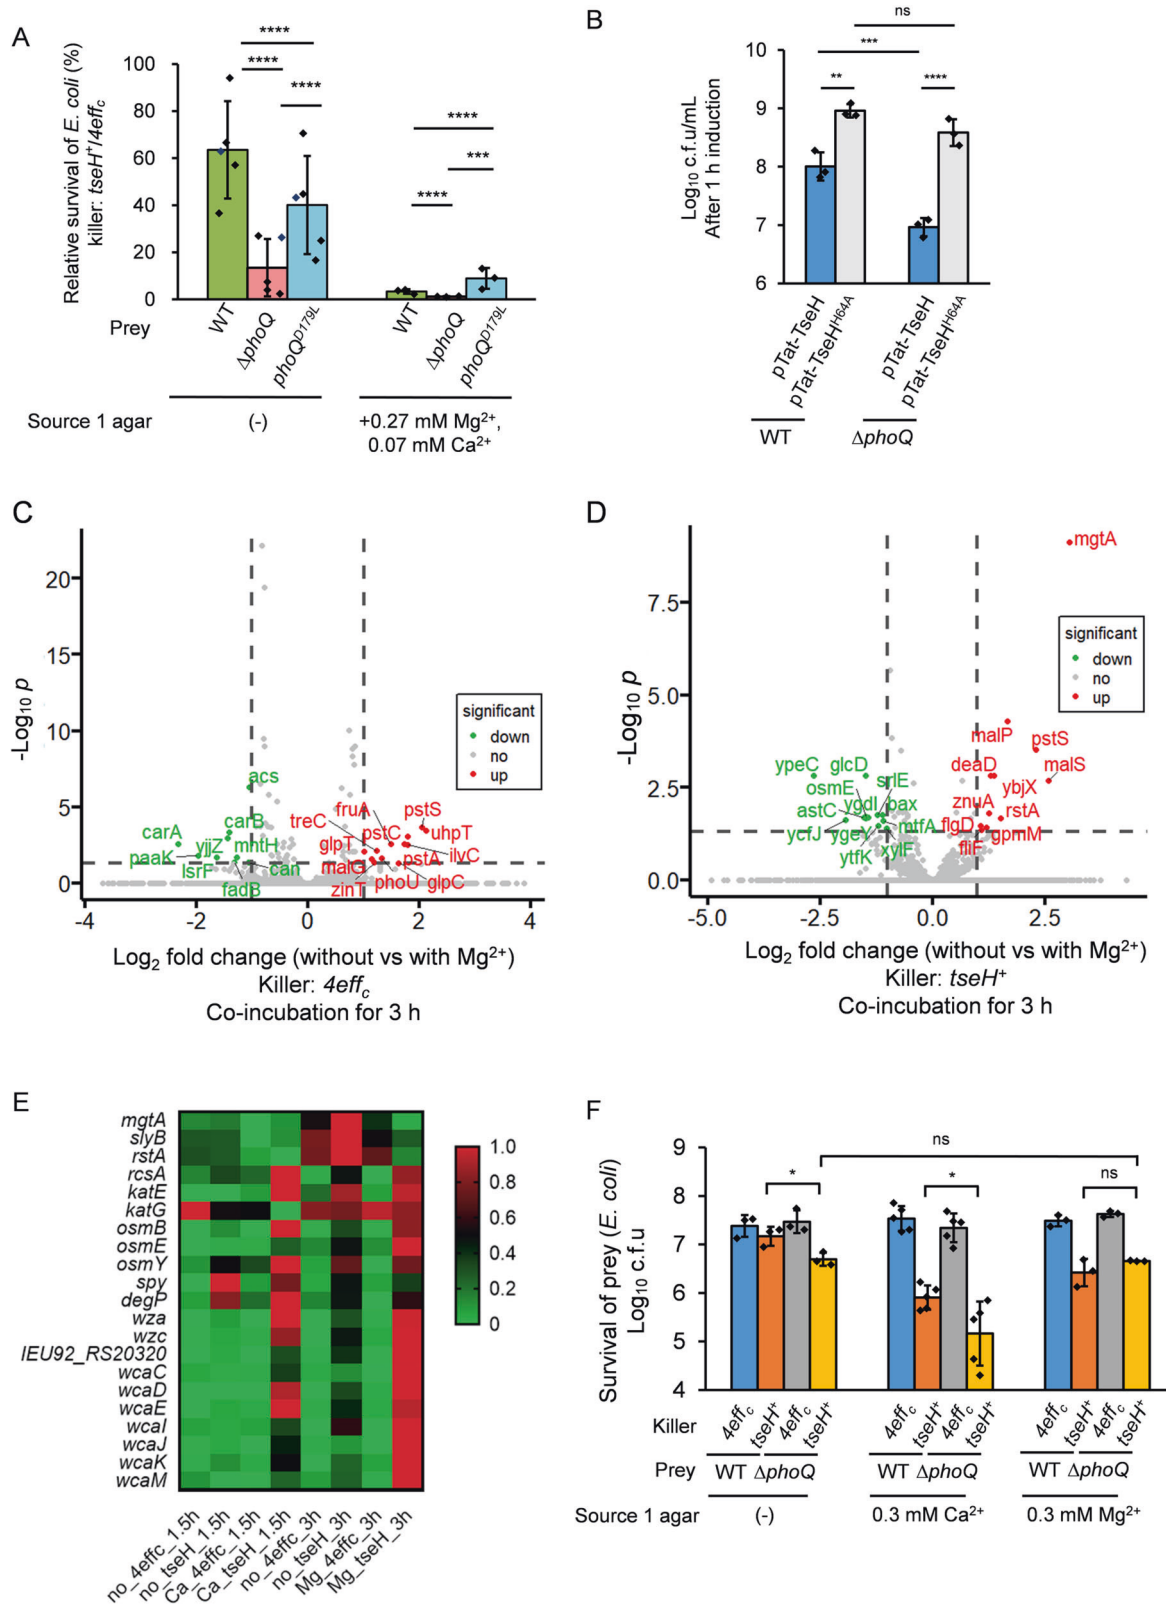 A
Relative survival of E. coli (%)
killer: tseH+/4effc
100
80
60
40
20
0
****
****
****
****
***
****
Prey
WT
ΔphoQ
phoQD179L
WT
ΔphoQ
phoQD179L
Source 1 agar
(-)
+0.27 mM Mg2+,
0.07 mM Ca2+
B
Log10 c.f.u/mL
After 1 h induction
10
9
8
7
6
ns
***
**
****
pTat-TseH
pTat-TseHH64A
pTat-TseH
pTat-TseHH64A
WT
ΔphoQ
C
-Log10 p
20
15
10
5
0
-4
-2
0
2
4
significant
down
no
up
acs
carB
carA
yjjZ
mhtH
paaK
lsrF
can
fadB
fruA
pstS
treC
pstC
uhpT
glpT
pstA
ilvC
malG
phoU
glpC
zinT
Log2 fold change (without vs with Mg2+)
Killer: 4effc
Co-incubation for 3 h
D
-Log10 p
7.5
5.0
2.5
0.0
-5.0
-2.5
0.0
2.5
significant
down
no
up
mgtA
malP
pstS
deaD
malS
ybjX
znuA
rstA
flgD
gpmM
fliF
ypeC
glcD
osmE
srlE
astC
ygdI
bax
ycfJ
ygeY
mtfA
ytfK
xylF
Log2 fold change (without vs with Mg2+)
Killer: tseH+
Co-incubation for 3 h
E
mgtA
slyB
rstA
rcsA
katE
katG
osmB
osmE
osmY
spy
degP
wza
wzc
IEU92_RS20320
wcaC
wcaD
wcaE
wcaI
wcaJ
wcaK
wcaM
1.0
0.8
0.6
0.4
0.2
0
no_4effc_1.5h
no_tseH_1.5h
Ca_4effc_1.5h
Ca_tseH_1.5h
no_4effc_3h
no_tseH_3h
Mg_4effc_3h
Mg_tseH_3h
F
Survival of prey (E. coli)
Log10 c.f.u
9
8
7
6
5
4
ns
*
*
ns
Killer
4effc
tseH+
4effc
tseH+
4effc
tseH+
4effc
tseH+
4effc
tseH+
4effc
tseH+
Prey
WT ΔphoQ
WT ΔphoQ
WT ΔphoQ
Source 1 agar
(-)
0.3 mM Ca2+
0.3 mM Mg2+